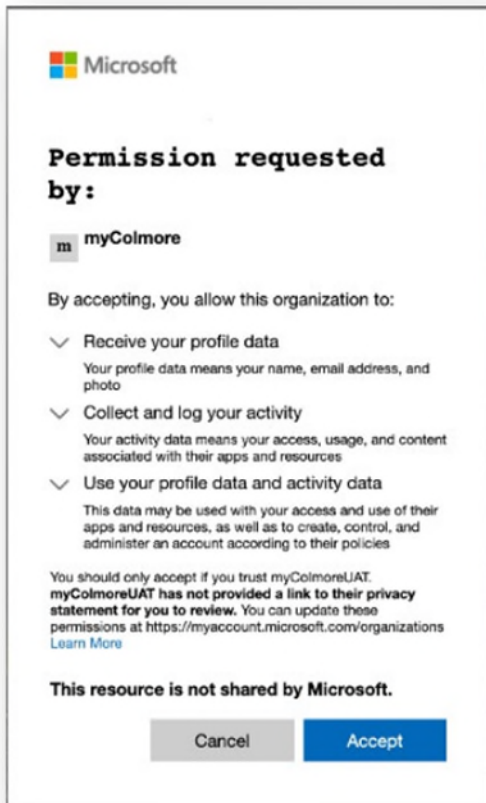 Microsoft
Permission requested
by:
m myColmore
By accepting, you allow this organization to:
Receive your profile data
Your profile data means your name, email address, and
photo
Collect and log your activity
Your activity data means your access, usage, and content
associated with their apps and resources
Use your profile data and activity data
This data may be used with your access and use of their
apps and resources, as well as to create, control, and
administer an account according to their policies
You should only accept if you trust myColmoreUAT.
myColmoreUAT has not provided a link to their privacy
statement for you to review. You can update these
permissions at https://myaccount.microsoft.com/organizations
Learn More
This resource is not shared by Microsoft.
Cancel Accept